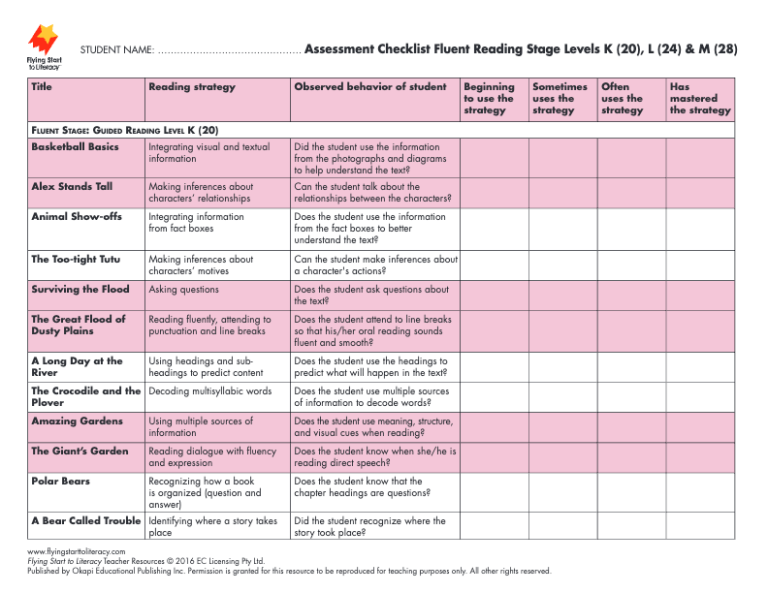 Flying Start
to Literacy™
STUDENT NAME: ............................................. Assessment Checklist Fluent Reading Stage Levels K (20), L (24) & M (28)
Title Reading strategy Observed behavior of student Beginning to use the strategy Sometimes uses the strategy Often uses the strategy Has mastered the strategy
FLUENT STAGE: GUIDED READING LEVEL K (20)
Basketball Basics
Integrating visual and textual
information
Did the student use the information
from the photographs and diagrams
to help understand the text?
Alex Stands Tall
Making inferences about
characters’ relationships
Can the student talk about the
relationships between the characters?
Animal Show-offs
Integrating information
from fact boxes
Does the student use the information
from the fact boxes to better
understand the text?
The Too-tight Tutu
Making inferences about
characters’ motives
Can the student make inferences about
a character's actions?
Surviving the Flood
Asking questions
Does the student ask questions about
the text?
The Great Flood of
Dusty Plains
Reading fluently, attending to
punctuation and line breaks
Does the student attend to line breaks
so that his/her oral reading sounds
fluent and smooth?
A Long Day at the
River
Using headings and sub-
headings to predict content
Does the student use the headings to
predict what will happen in the text?
The Crocodile and the
Plover
Decoding multisyllabic words
Does the student use multiple sources
of information to decode words?
Amazing Gardens
Using multiple sources of
information
Does the student use meaning, structure,
and visual cues when reading?
The Giant’s Garden
Reading dialogue with fluency
and expression
Does the student know when she/he is
reading direct speech?
Polar Bears
Recognizing how a book
is organized (question and
answer)
Does the student know that the
chapter headings are questions?
A Bear Called Trouble
Identifying where a story takes
place
Did the student recognize where the
story took place?
www.flyingstarttoliteracy.com
Flying Start to Literacy Teacher Resources © 2016 EC Licensing Pty Ltd.
Published by Okapi Educational Publishing Inc. Permission is granted for this resource to be reproduced for teaching purposes only. All other rights reserved.